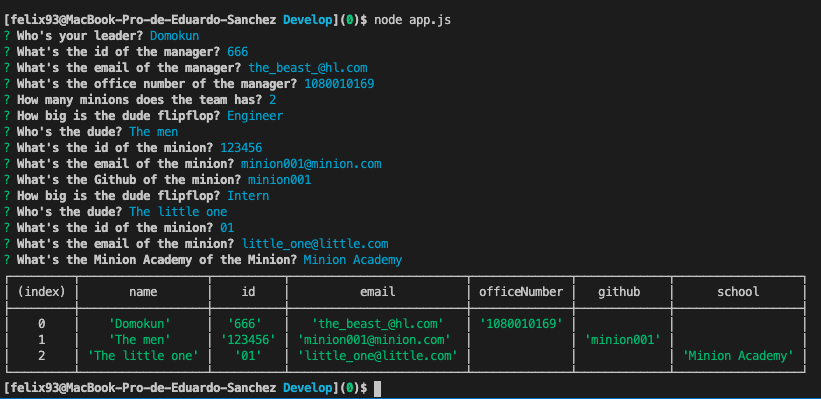 [felix93@MacBook-Pro-de-Eduardo-Sanchez Develop](0)$ node app.js
? Who's your leader? Domokun
? What's the id of the manager? 666
? What's the email of the manager? the_beast_@hl.com
? What's the office number of the manager? 1080010169
? How many minions does the team has? 2
? How big is the dude flipflop? Engineer
? Who's the dude? The men
? What's the id of the minion? 123456
? What's the email of the minion? minion001@minion.com
? What's the Github of the minion? minion001
? How big is the dude flipflop? Intern
? Who's the dude? The little one
? What's the id of the minion? 01
? What's the email of the minion? little_one@little.com
? What's the Minion Academy of the Minion? Minion Academy
(index) name id email officeNumber github school
0 'Domokun' '666' 'the_beast_@hl.com' '1080010169'
1 'The men' '123456' 'minion001@minion.com' 'minion001'
2 'The little one' '01' 'little_one@little.com' 'Minion Academy'
[felix93@MacBook-Pro-de-Eduardo-Sanchez Develop](0)$